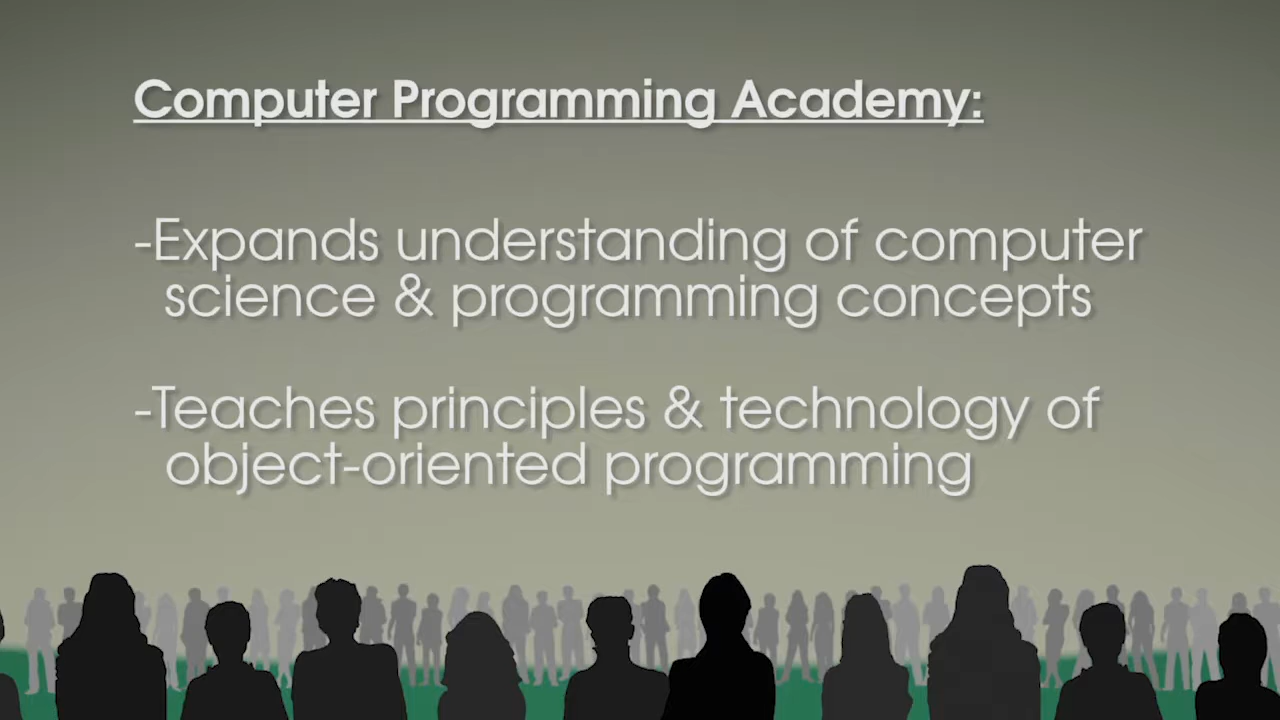 Computer Programming Academy:
-Expands understanding of computer
science & programming concepts
-Teaches principles & technology of
object-oriented programming